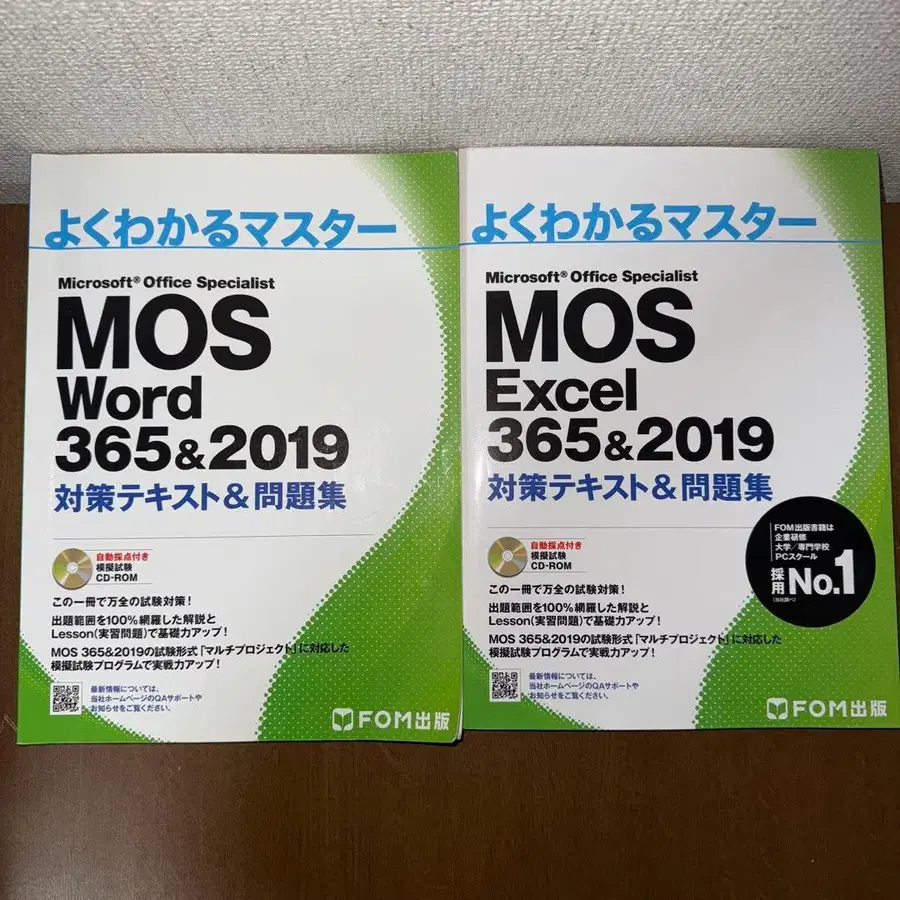 よくわかるマスター
Microsoft® Office Specialist
MOS
Word
365&2019
対策テキスト&問題集
自動採点付き
模擬試験
CD-ROM
この一冊で万全の試験対策！
出題範囲を100%網羅した解説と
Lesson(実習問題)で基礎力アップ！
MOS 365&2019の試験形式「マルチプロジェクト」に対応した
模擬試験プログラムで実戦力アップ！
最新情報については、
当社ホームページのQAサポートや
お知らせをご覧ください。
FOM出版
よくわかるマスター
Microsoft® Office Specialist
MOS
Excel
365&2019
対策テキスト&問題集
FOM出版書籍は
企業研修
大学／専門学校
PCスクール
採用No.1
[当社調べ]
自動採点付き
模擬試験
CD-ROM
この一冊で万全の試験対策！
出題範囲を100%網羅した解説と
Lesson(実習問題)で基礎力アップ！
MOS 365&2019の試験形式「マルチプロジェクト」に対応した
模擬試験プログラムで実戦力アップ！
最新情報については、
当社ホームページのQAサポートや
お知らせをご覧ください。
FOM出版